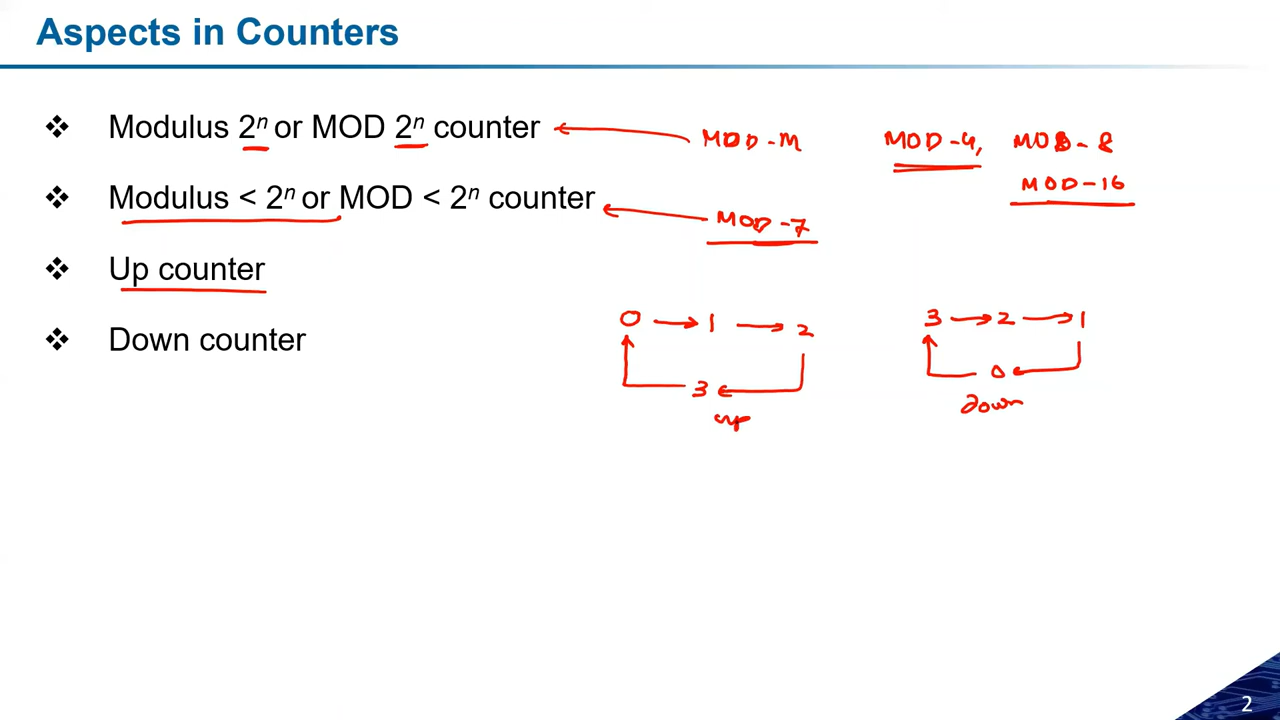 Aspects in Counters
❖ Modulus 2ⁿ or MOD 2ⁿ counter
MOD-M
MOD-4, MOD-8
MOD-16
❖ Modulus < 2ⁿ or MOD < 2ⁿ counter
MOD-7
❖ Up counter
❖ Down counter
0 → 1 → 2
3
up
3 → 2 → 1
0
down
2